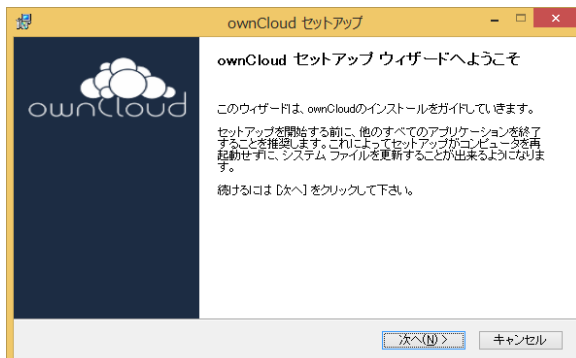 ownCloud セットアップ
ownCloud セットアップ ウィザードへようこそ
ownCloud
このウィザードは、ownCloudのインストールをガイドしていきます。
セットアップを開始する前に、他のすべてのアプリケーションを終了
することを推奨します。これによってセットアップがコンピュータを再
起動せずに、システム ファイルを更新することが出来るようになりま
す。
続けるには [次へ] をクリックして下さい。
次へ(N) >
キャンセル